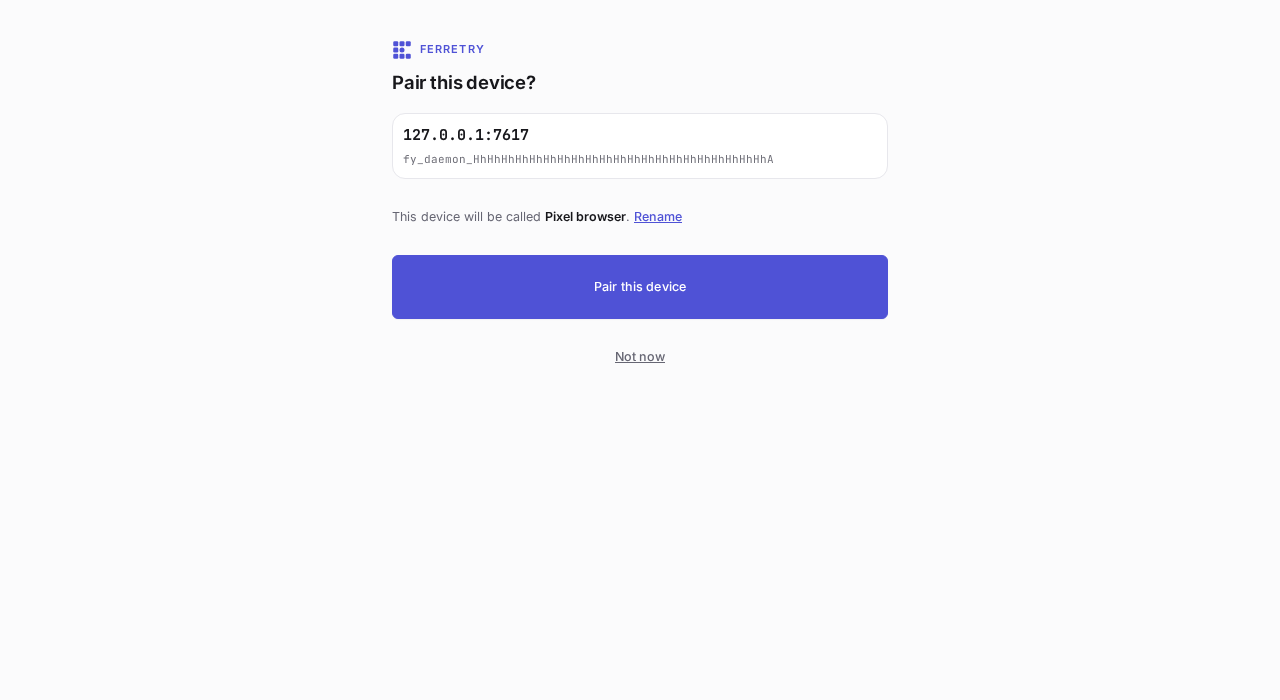 FERRETRY
Pair this device?
127.0.0.1:7617
fy_daemon_HhHhHhHhHhHhHhHhHhHhHhHhHhHhHhHhHhHhHhHhHhA
This device will be called Pixel browser. Rename
Pair this device
Not now